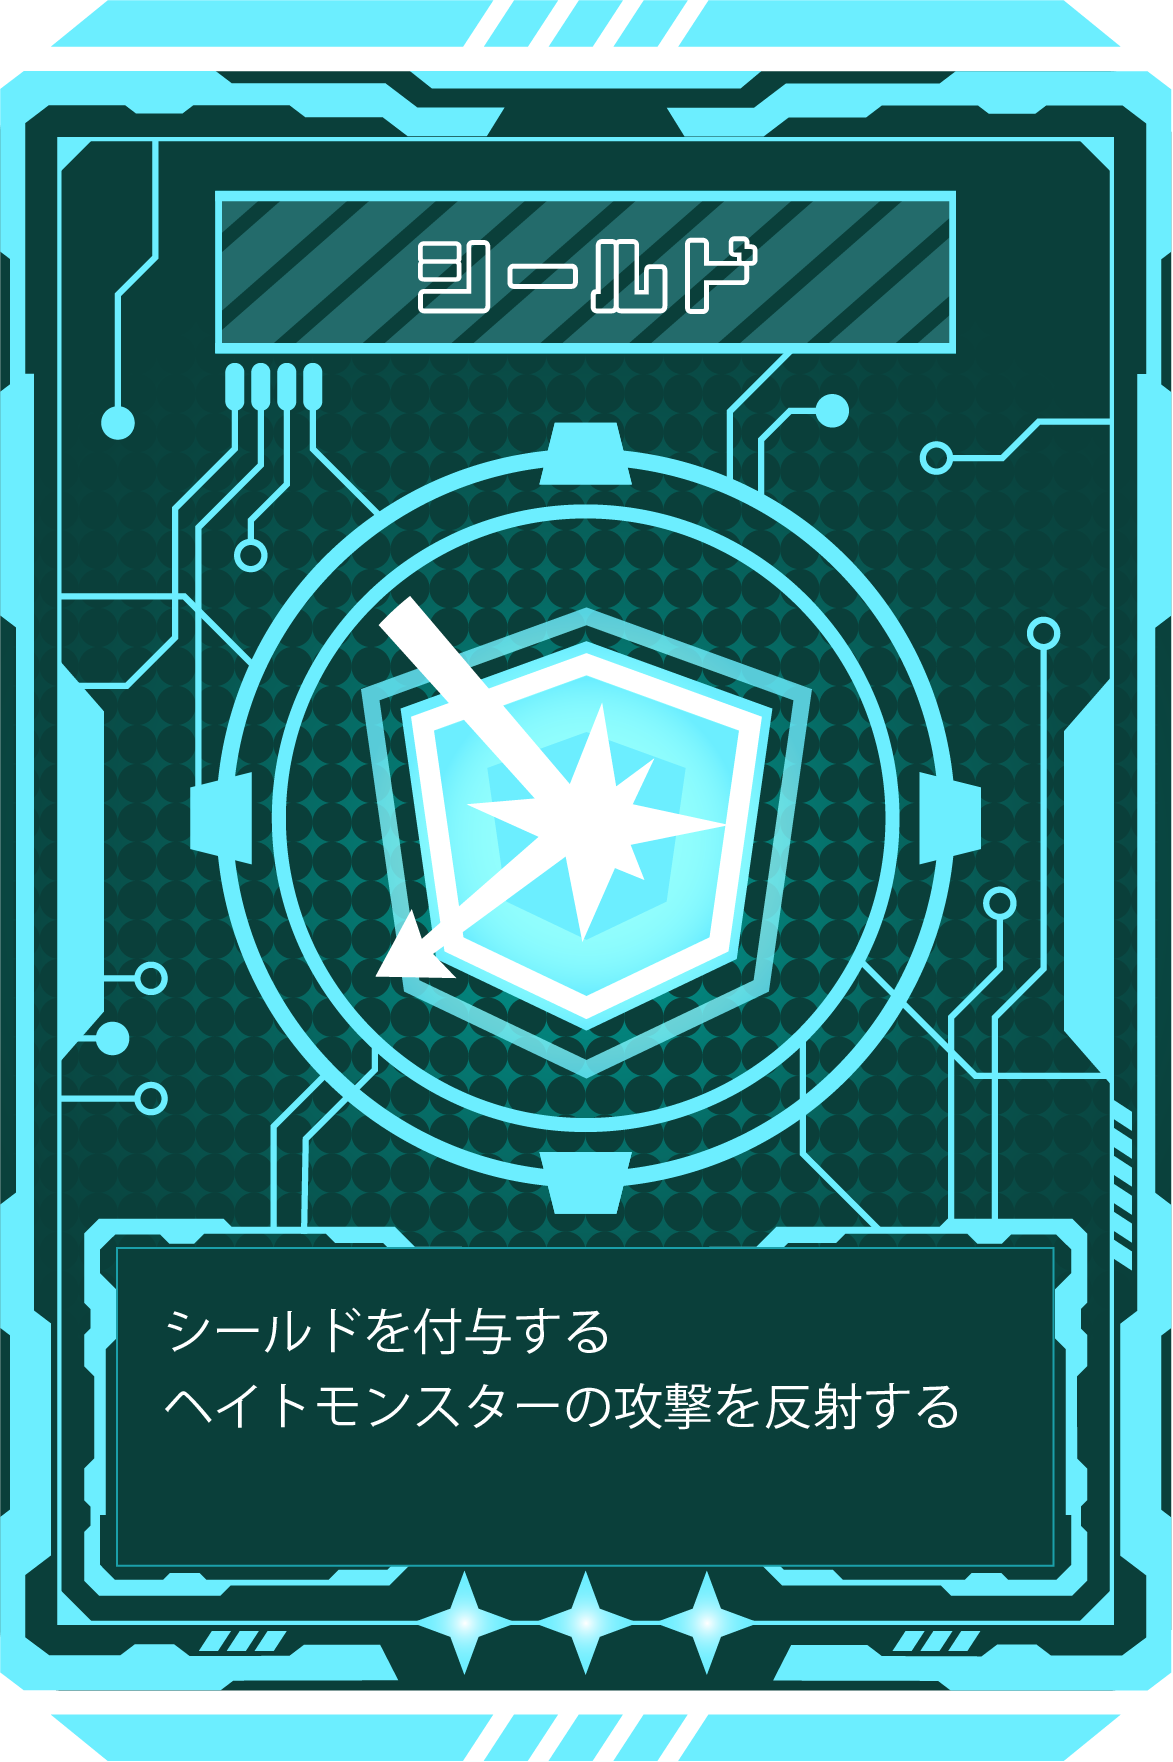 シールド
シールドを付与する
ヘイトモンスターの攻撃を反射する